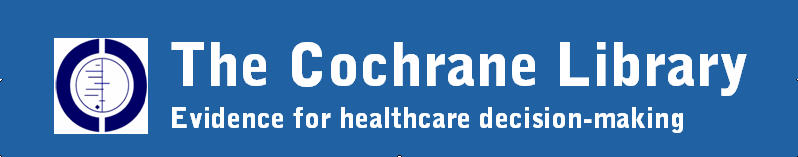 The Cochrane Library
Evidence for healthcare decision-making